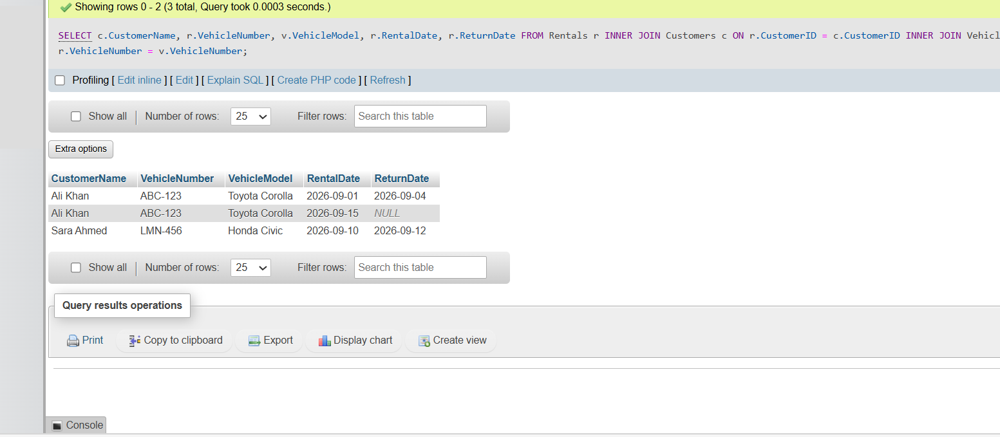 Showing rows 0 - 2 (3 total, Query took 0.0003 seconds.)
SELECT c.CustomerName, r.VehicleNumber, v.VehicleModel, r.RentalDate, r.ReturnDate FROM Rentals r INNER JOIN Customers c ON r.CustomerID = c.CustomerID INNER JOIN Vehicl
r.VehicleNumber = v.VehicleNumber;
Profiling [ Edit inline ] [ Edit ] [ Explain SQL ] [ Create PHP code ] [ Refresh ]
Show all | Number of rows: 25 Filter rows: Search this table
Extra options
CustomerName VehicleNumber VehicleModel RentalDate ReturnDate
Ali Khan ABC-123 Toyota Corolla 2026-09-01 2026-09-04
Ali Khan ABC-123 Toyota Corolla 2026-09-15 NULL
Sara Ahmed LMN-456 Honda Civic 2026-09-10 2026-09-12
Show all | Number of rows: 25 Filter rows: Search this table
Query results operations
Print Copy to clipboard Export Display chart Create view
Console